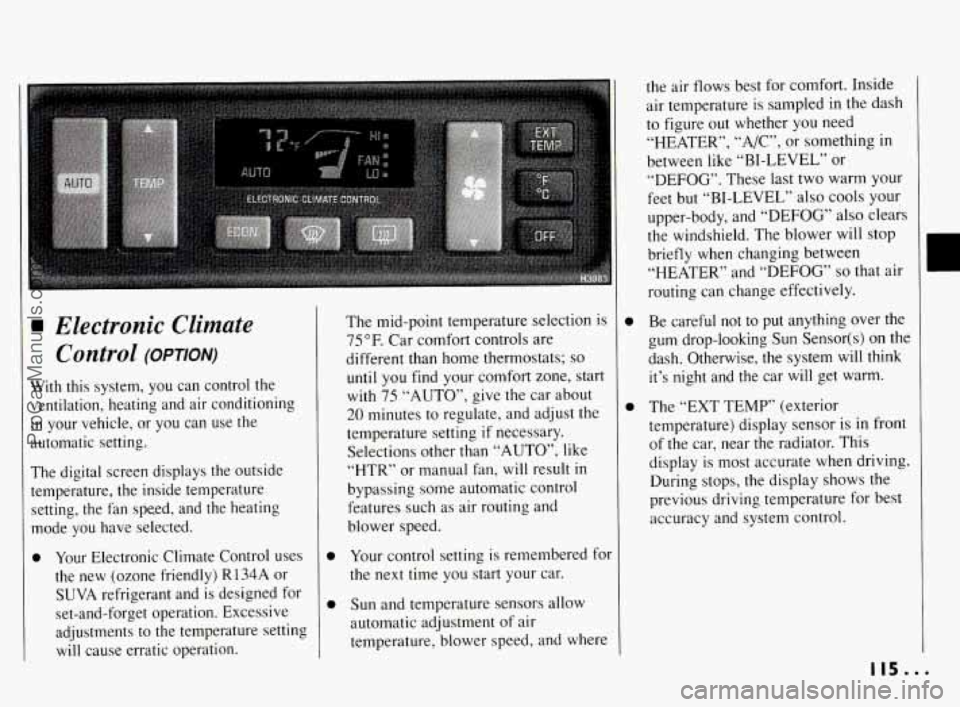 72°F
HI
FAN
LO
AUTO
AUTO
TEMP
ELECTRONIC CLIMATE CONTROL
ECON
EXT
TEMP
°F
°C
OFF
ProCarManuals.com
Electronic Climate
Control (OPTION)
With this system, you can control the
ventilation, heating and air conditioning
in your vehicle, or you can use the
automatic setting.
The digital screen displays the outside
temperature, the inside temperature
setting, the fan speed, and the heating
mode you have selected.
Your Electronic Climate Control uses
the new (ozone friendly) R134A or
SUVA refrigerant and is designed for
set-and-forget operation. Excessive
adjustments to the temperature setting
will cause erratic operation.
The mid-point temperature selection is
75°F. Car comfort controls are
different than home thermostats; so
until you find your comfort zone, start
with 75 “AUTO”, give the car about
20 minutes to regulate, and adjust the
temperature setting if necessary.
Selections other than “AUTO”, like
“HTR” or manual fan, will result in
bypassing some automatic control
features such as air routing and
blower speed.
Your control setting is remembered for
the next time you start your car.
Sun and temperature sensors allow
automatic adjustment of air
temperature, blower speed, and where
the air flows best for comfort. Inside
air temperature is sampled in the dash
to figure out whether you need
“HEATER”, “A/C”, or something in
between like “BI-LEVEL” or
“DEFOG”. These last two warm your
feet but “BI-LEVEL” also cools your
upper-body, and “DEFOG” also clears
the windshield. The blower will stop
briefly when changing between
“HEATER” and “DEFOG” so that air
routing can change effectively.
Be careful not to put anything over the
gum drop-looking Sun Sensor(s) on the
dash. Otherwise, the system will think
it's night and the car will get warm.
The “EXT TEMP” (exterior
temperature) display sensor is in front
of the car, near the radiator. This
display is most accurate when driving.
During stops, the display shows the
previous driving temperature for best
accuracy and system control.
115...
carmanualsonline.info